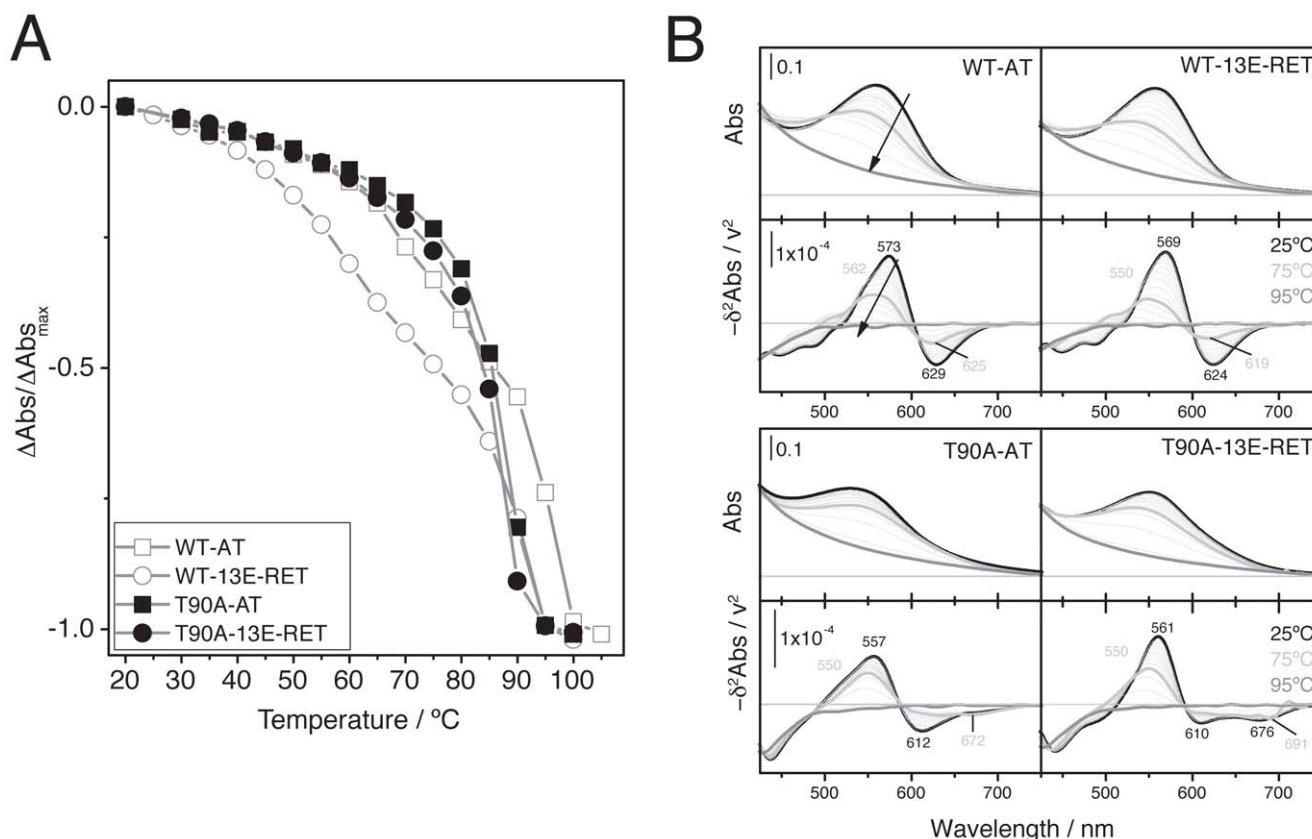 A
ΔAbs/ΔAbsmax
0.0
-0.5
-1.0
WT-AT
WT-13E-RET
T90A-AT
T90A-13E-RET
20 30 40 50 60 70 80 90 100
Temperature / ºC
B
Abs
0.1
WT-AT
WT-13E-RET
-δ²Abs / ν²
1x10⁻⁴
573
562
629
625
569
550
624
619
25ºC
75ºC
95ºC
500 600 700 500 600 700
Abs
0.1
T90A-AT
T90A-13E-RET
-δ²Abs / ν²
1x10⁻⁴
557
550
612
672
561
550
610
676
691
25ºC
75ºC
95ºC
500 600 700 500 600 700
Wavelength / nm